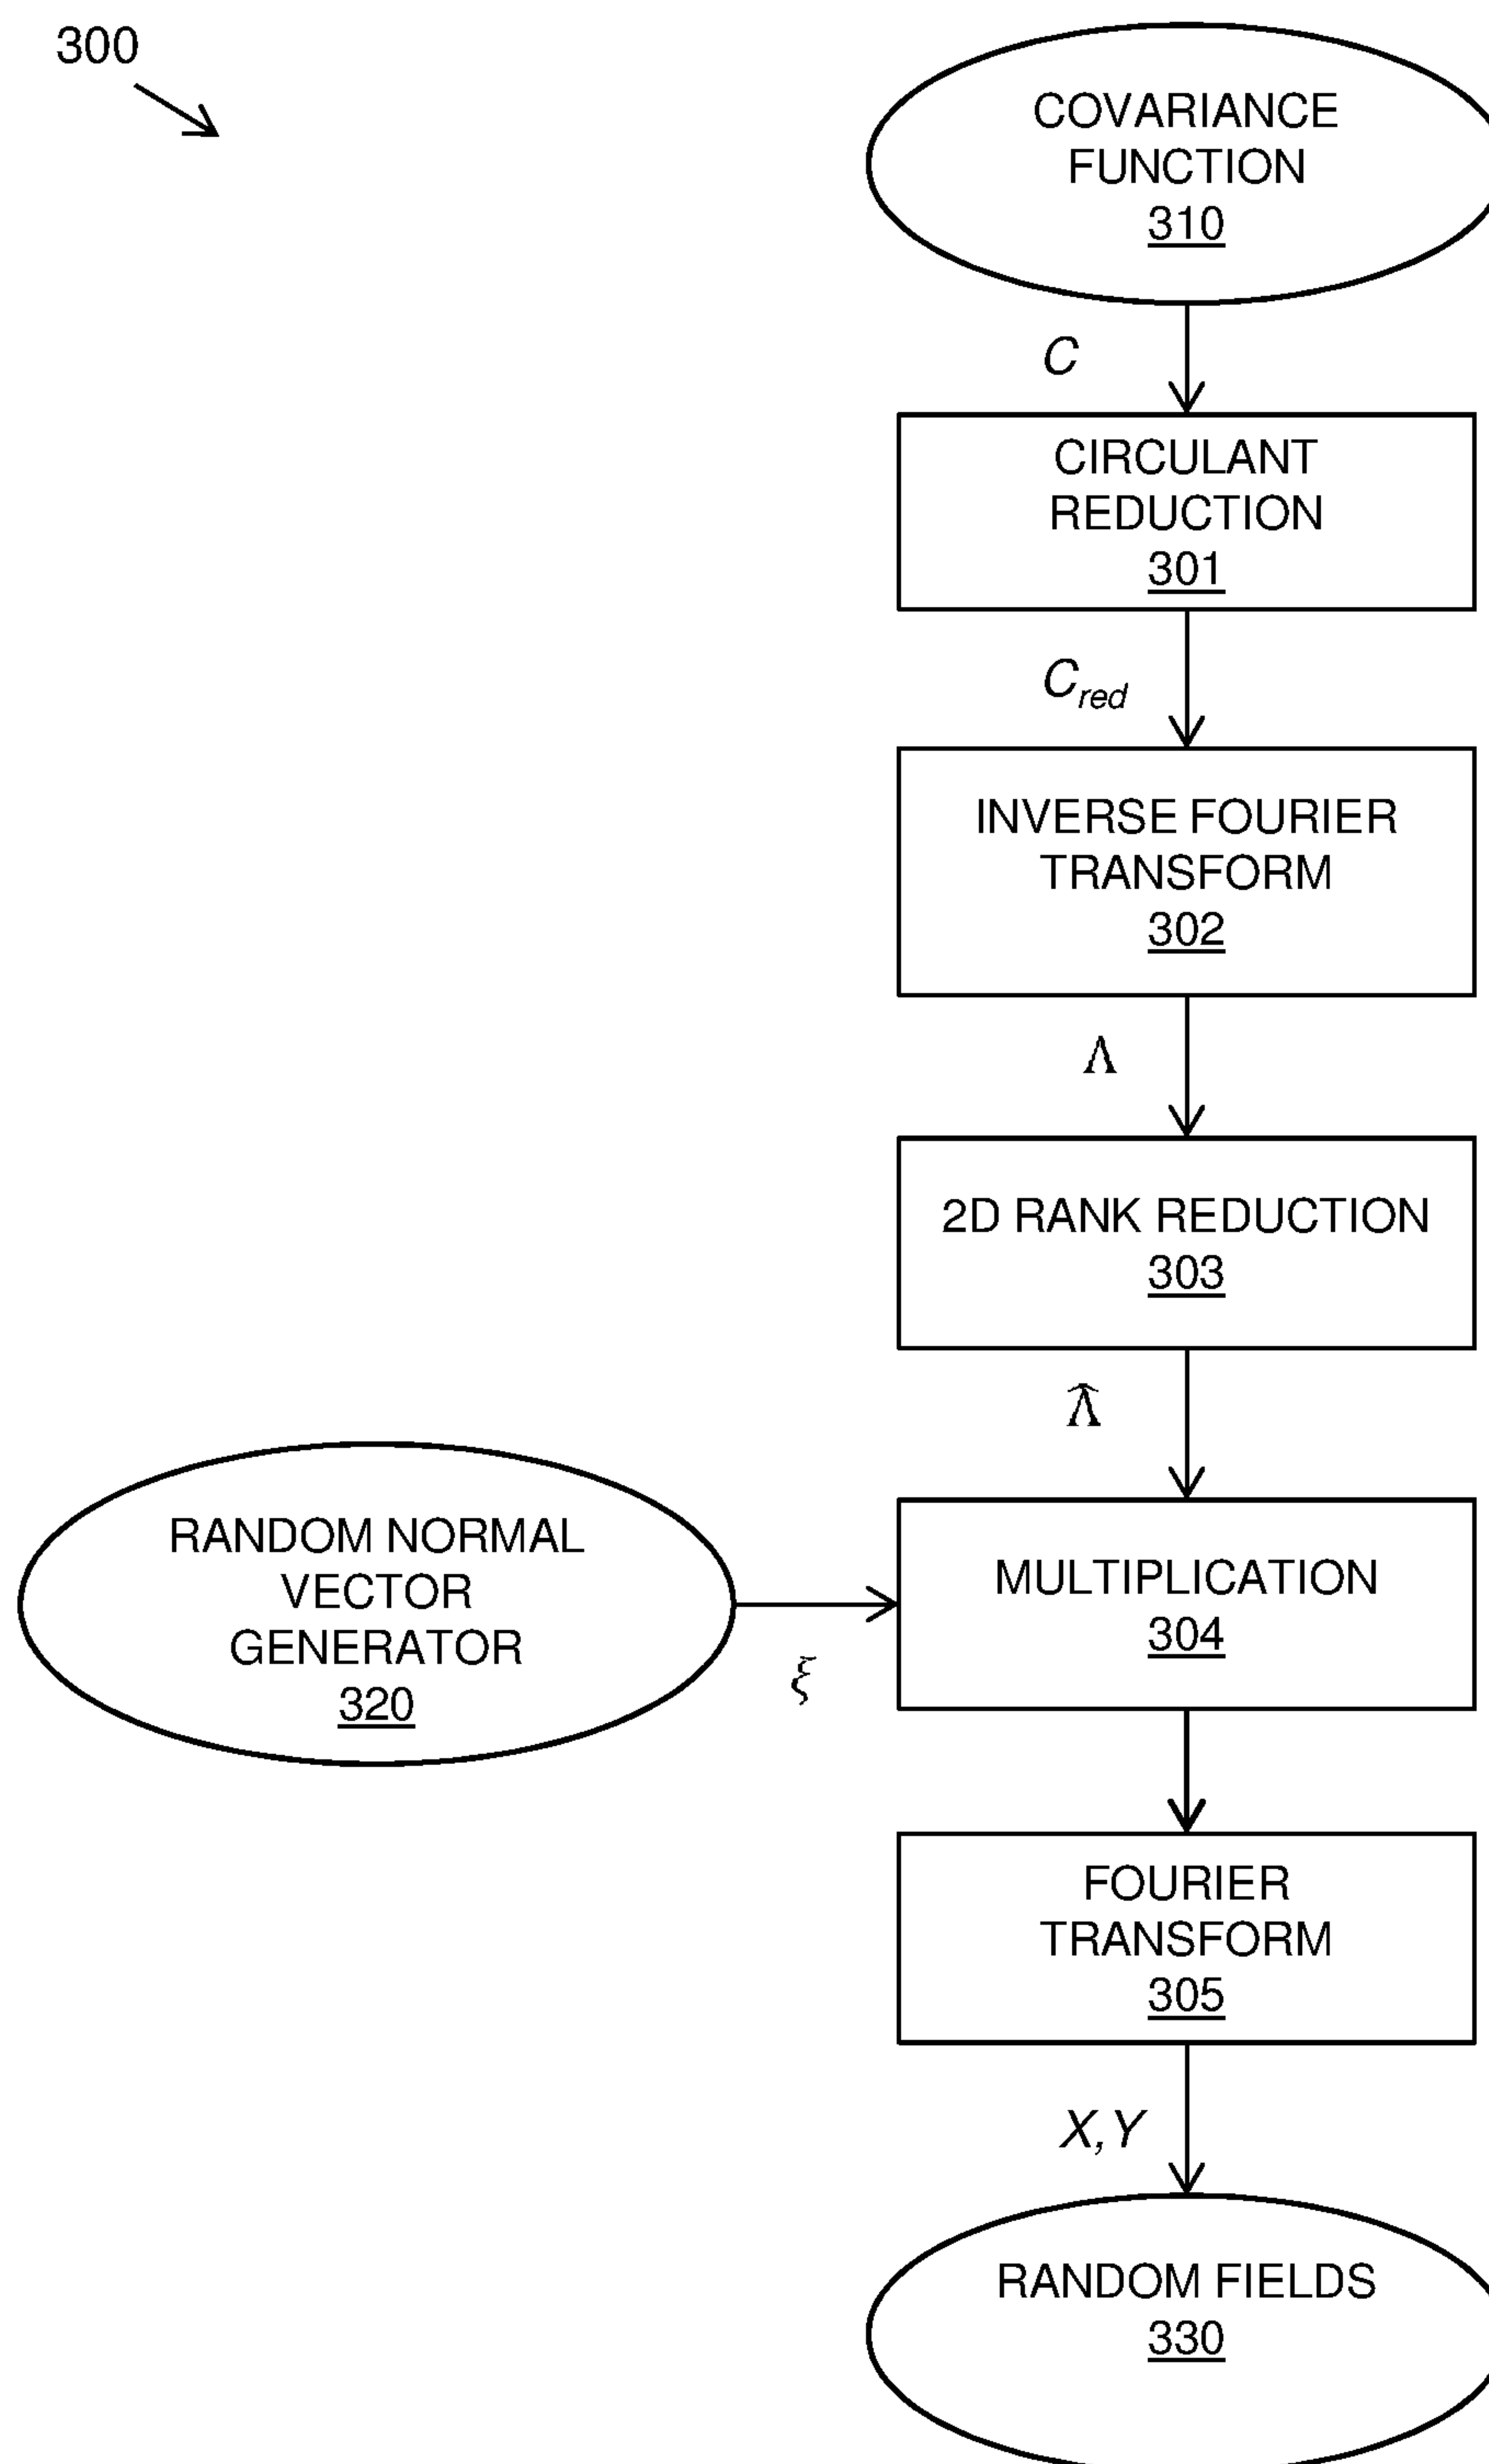 300
COVARIANCE
FUNCTION
310
C
CIRCULANT
REDUCTION
301
C_red
INVERSE FOURIER
TRANSFORM
302
Λ
2D RANK REDUCTION
303
Λ̂
RANDOM NORMAL
VECTOR
GENERATOR
320
ξ
MULTIPLICATION
304
FOURIER
TRANSFORM
305
X, Y
RANDOM FIELDS
330